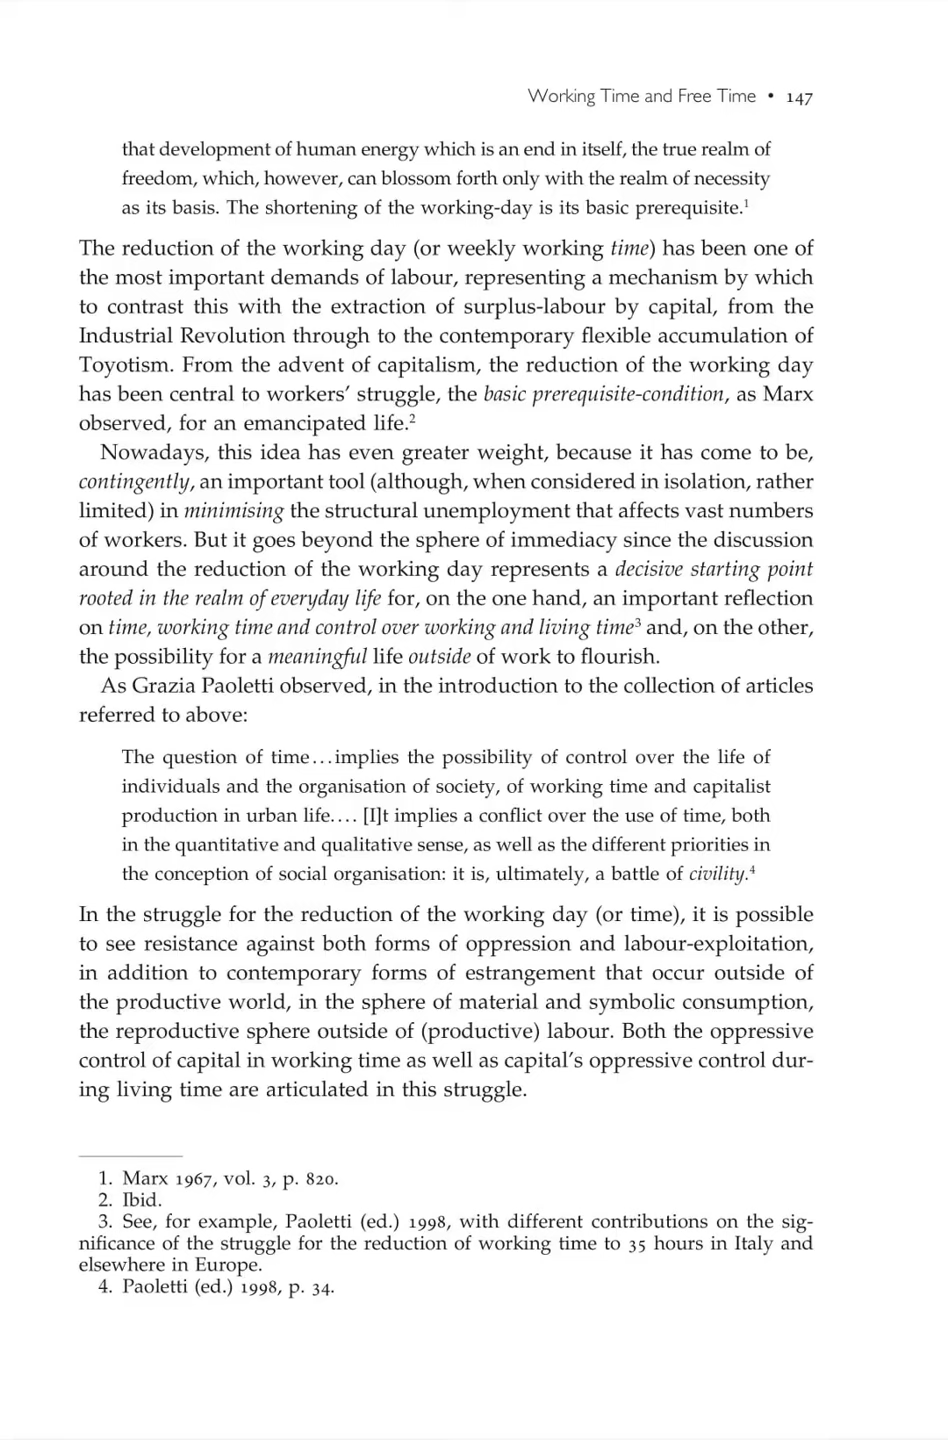 Working Time and Free Time • 147
that development of human energy which is an end in itself, the true realm of
freedom, which, however, can blossom forth only with the realm of necessity
as its basis. The shortening of the working-day is its basic prerequisite.1
The reduction of the working day (or weekly working time) has been one of
the most important demands of labour, representing a mechanism by which
to contrast this with the extraction of surplus-labour by capital, from the
Industrial Revolution through to the contemporary flexible accumulation of
Toyotism. From the advent of capitalism, the reduction of the working day
has been central to workers' struggle, the basic prerequisite-condition, as Marx
observed, for an emancipated life.2
Nowadays, this idea has even greater weight, because it has come to be,
contingently, an important tool (although, when considered in isolation, rather
limited) in minimising the structural unemployment that affects vast numbers
of workers. But it goes beyond the sphere of immediacy since the discussion
around the reduction of the working day represents a decisive starting point
rooted in the realm of everyday life for, on the one hand, an important reflection
on time, working time and control over working and living time3 and, on the other,
the possibility for a meaningful life outside of work to flourish.
As Grazia Paoletti observed, in the introduction to the collection of articles
referred to above:
The question of time…implies the possibility of control over the life of
individuals and the organisation of society, of working time and capitalist
production in urban life.… [I]t implies a conflict over the use of time, both
in the quantitative and qualitative sense, as well as the different priorities in
the conception of social organisation: it is, ultimately, a battle of civility.4
In the struggle for the reduction of the working day (or time), it is possible
to see resistance against both forms of oppression and labour-exploitation,
in addition to contemporary forms of estrangement that occur outside of
the productive world, in the sphere of material and symbolic consumption,
the reproductive sphere outside of (productive) labour. Both the oppressive
control of capital in working time as well as capital's oppressive control dur-
ing living time are articulated in this struggle.
1. Marx 1967, vol. 3, p. 820.
2. Ibid.
3. See, for example, Paoletti (ed.) 1998, with different contributions on the sig-
nificance of the struggle for the reduction of working time to 35 hours in Italy and
elsewhere in Europe.
4. Paoletti (ed.) 1998, p. 34.